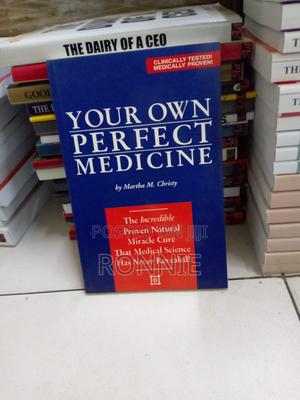 THE DAIRY OF A CEO
CLINICALLY TESTED!
MEDICALLY PROVEN!
YOUR OWN
PERFECT
MEDICINE
by Martha M. Christy
The Incredible
Proven Natural
Miracle Cure
That Medical Science
Has Never Revealed!
RONNIE